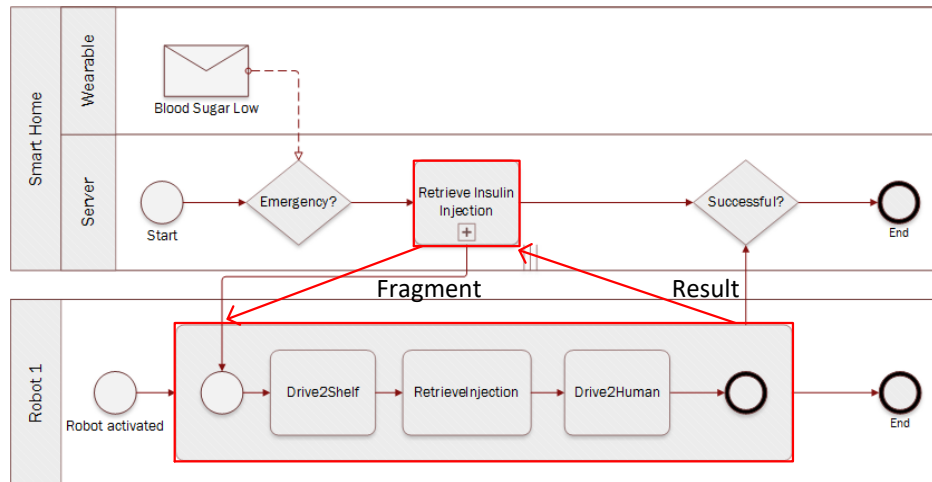 Smart Home
Wearable
Blood Sugar Low
Server
Start
Emergency?
Retrieve Insulin
Injection
Successful?
End
Fragment
Result
Robot 1
Robot activated
Drive2Shelf
RetrieveInjection
Drive2Human
End